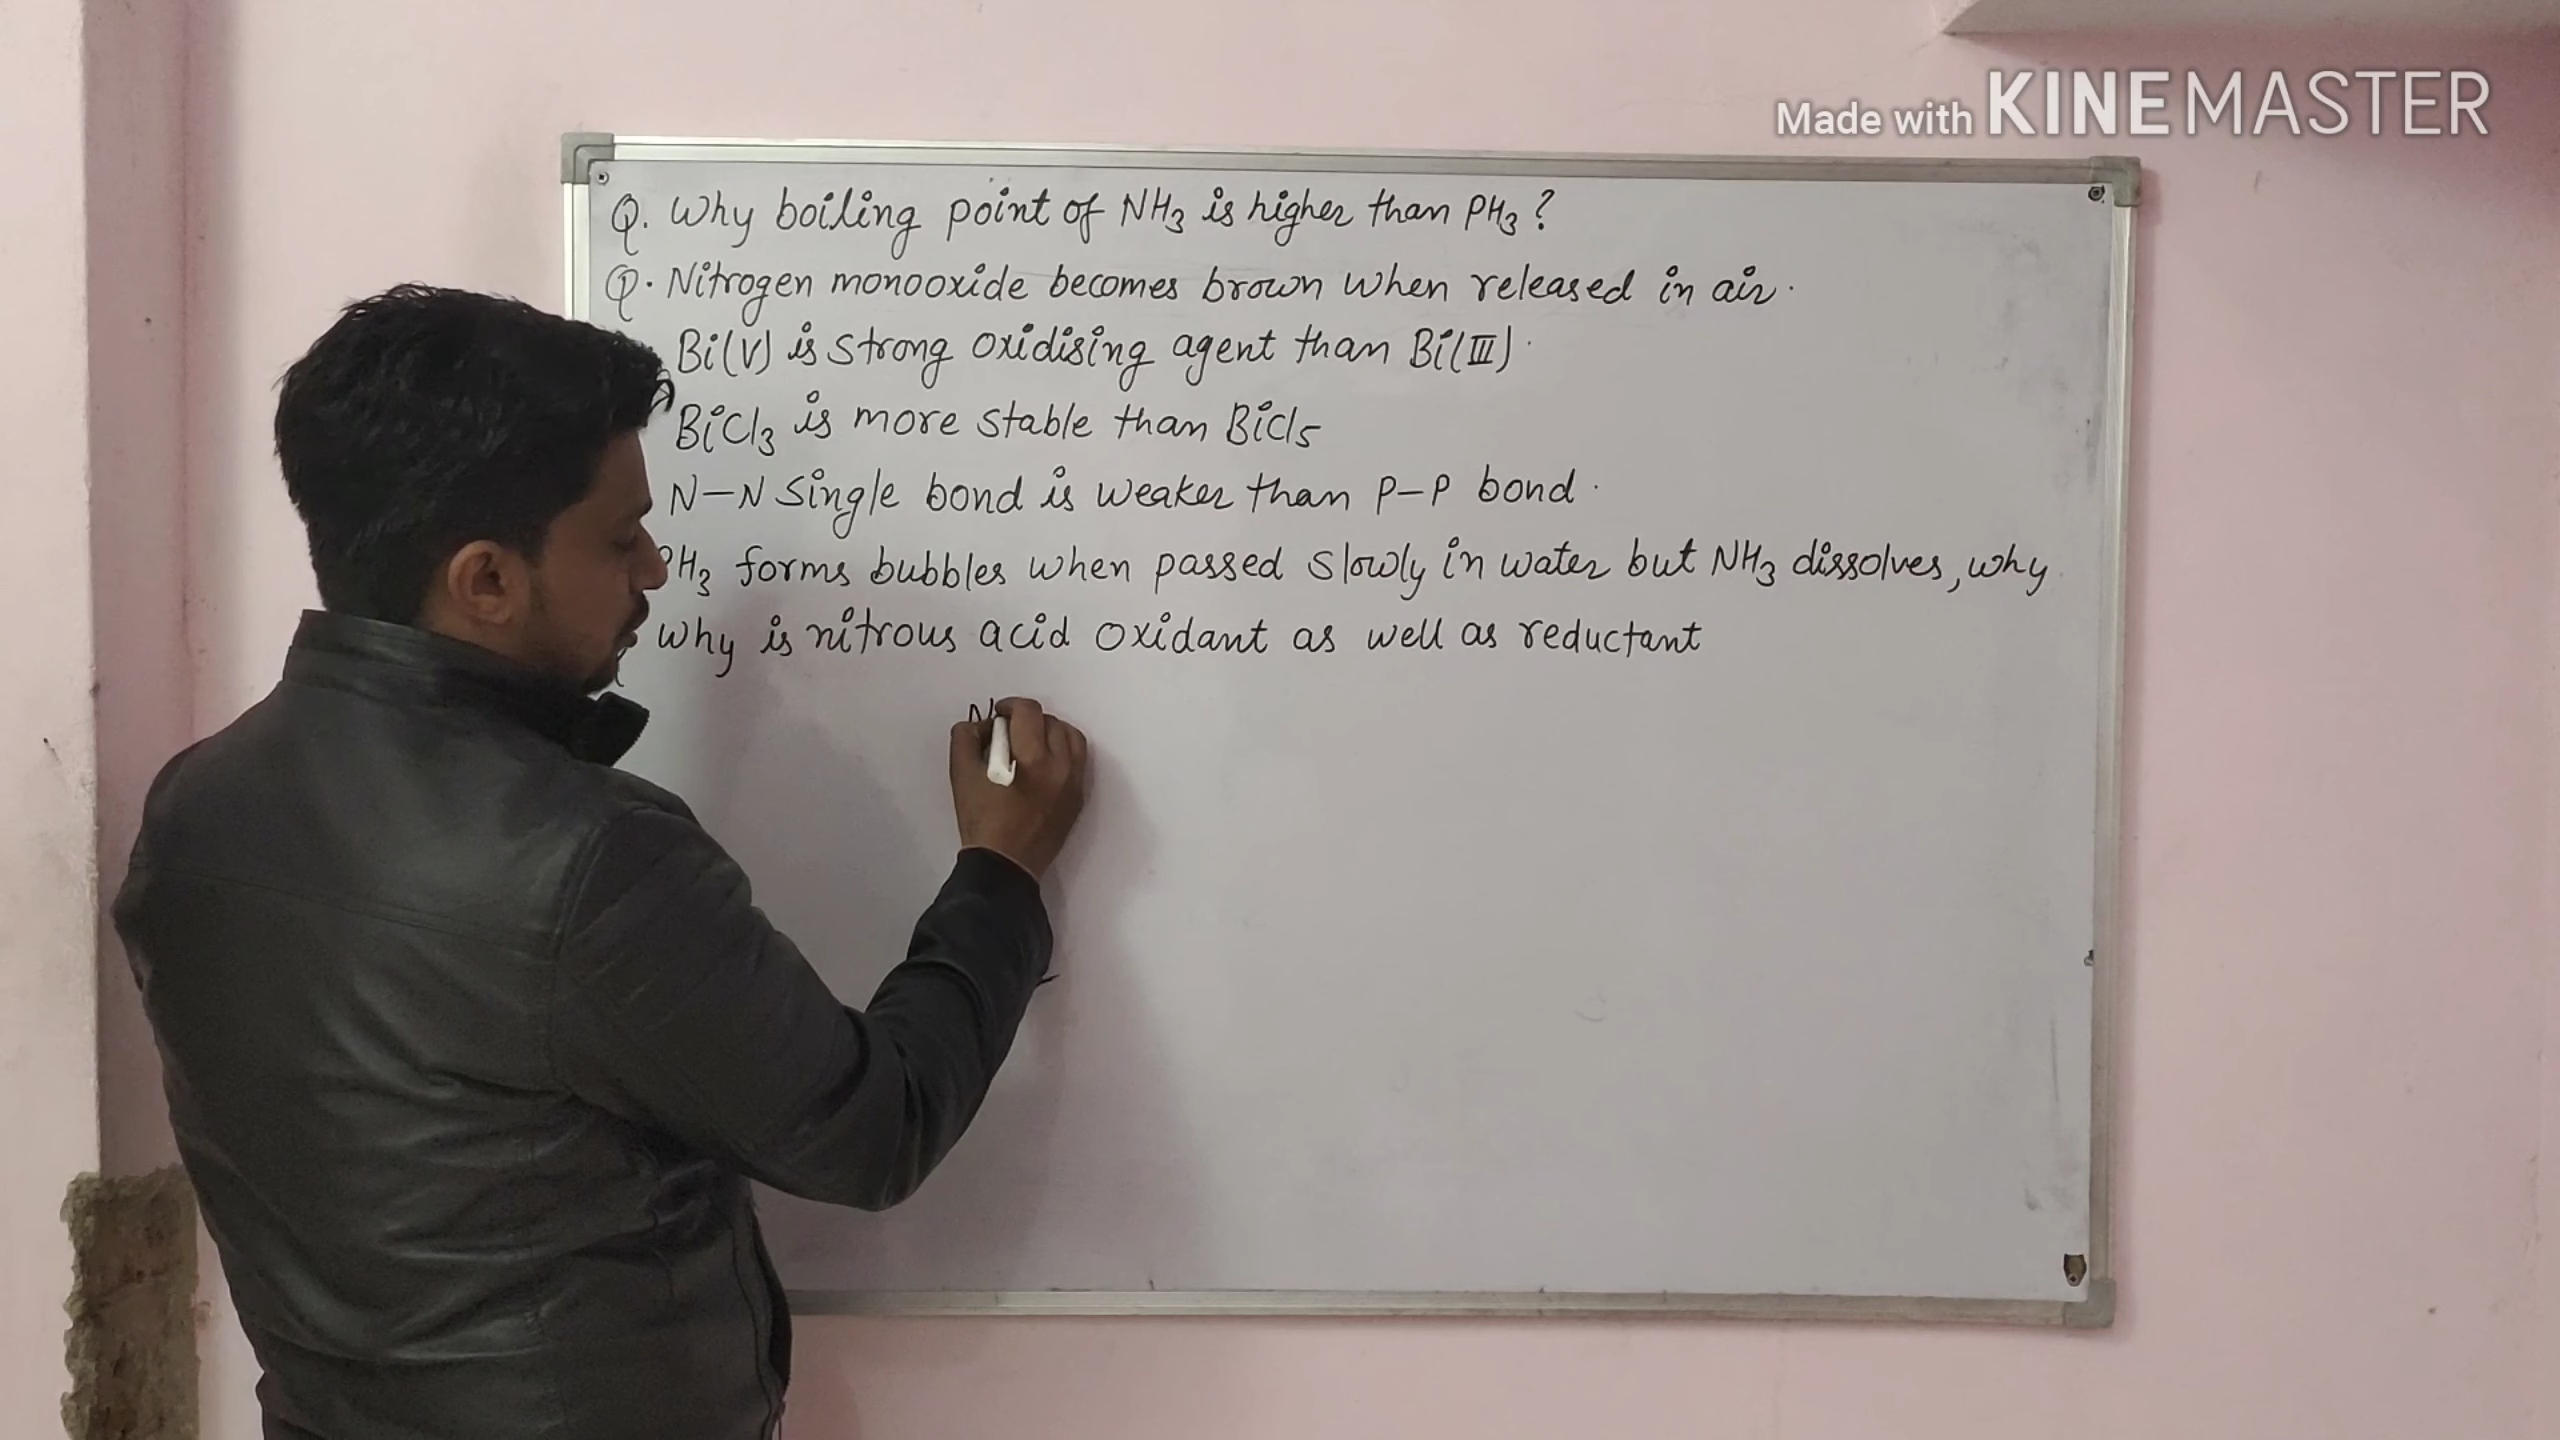 Made with KINEMASTER
Q. Why boiling point of NH3 is higher than PH3?
Q. Nitrogen monooxide becomes brown when released in air.
Bi(V) is strong oxidising agent than Bi(III).
BiCl3 is more stable than BiCl5
N-N single bond is weaker than P-P bond.
PH3 forms bubbles when passed slowly in water but NH3 dissolves, why
why is nitrous acid oxidant as well as reductant
N